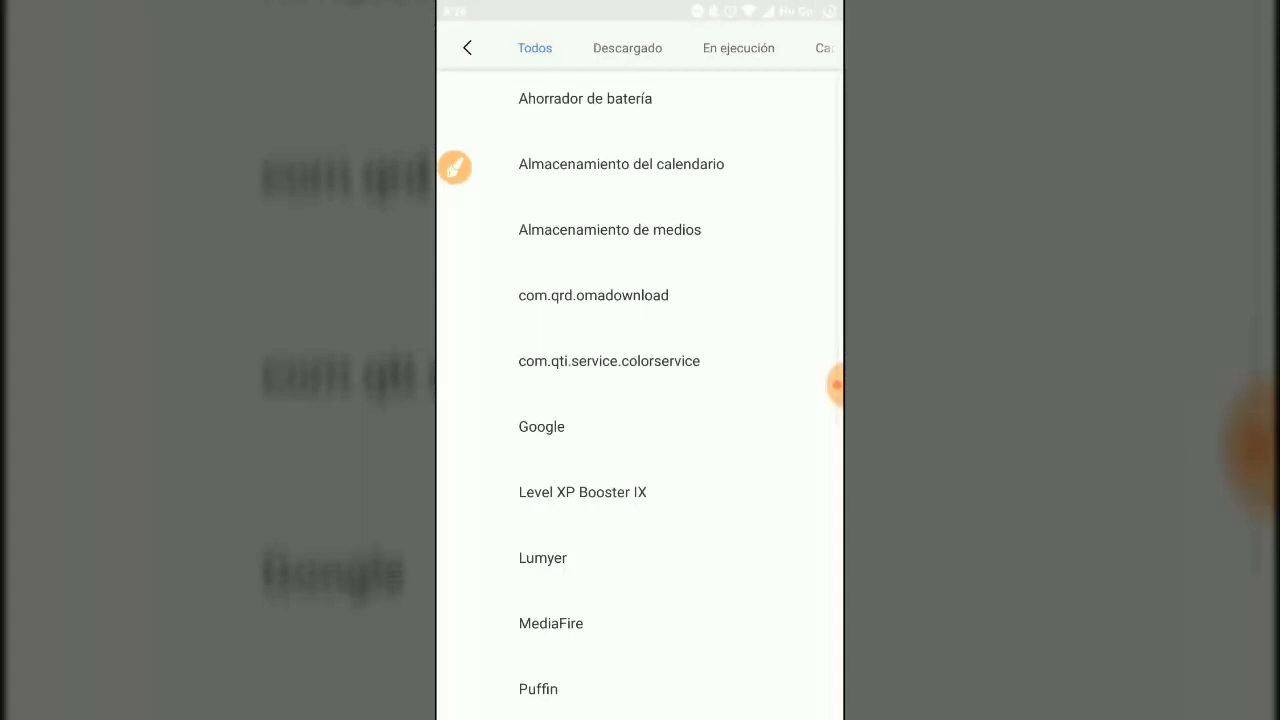 Todos Descargado En ejecución
Ahorrador de batería
Almacenamiento del calendario
Almacenamiento de medios
com.qrd.omadownload
com.qti.service.colorservice
Google
Level XP Booster IX
Lumyer
MediaFire
Puffin